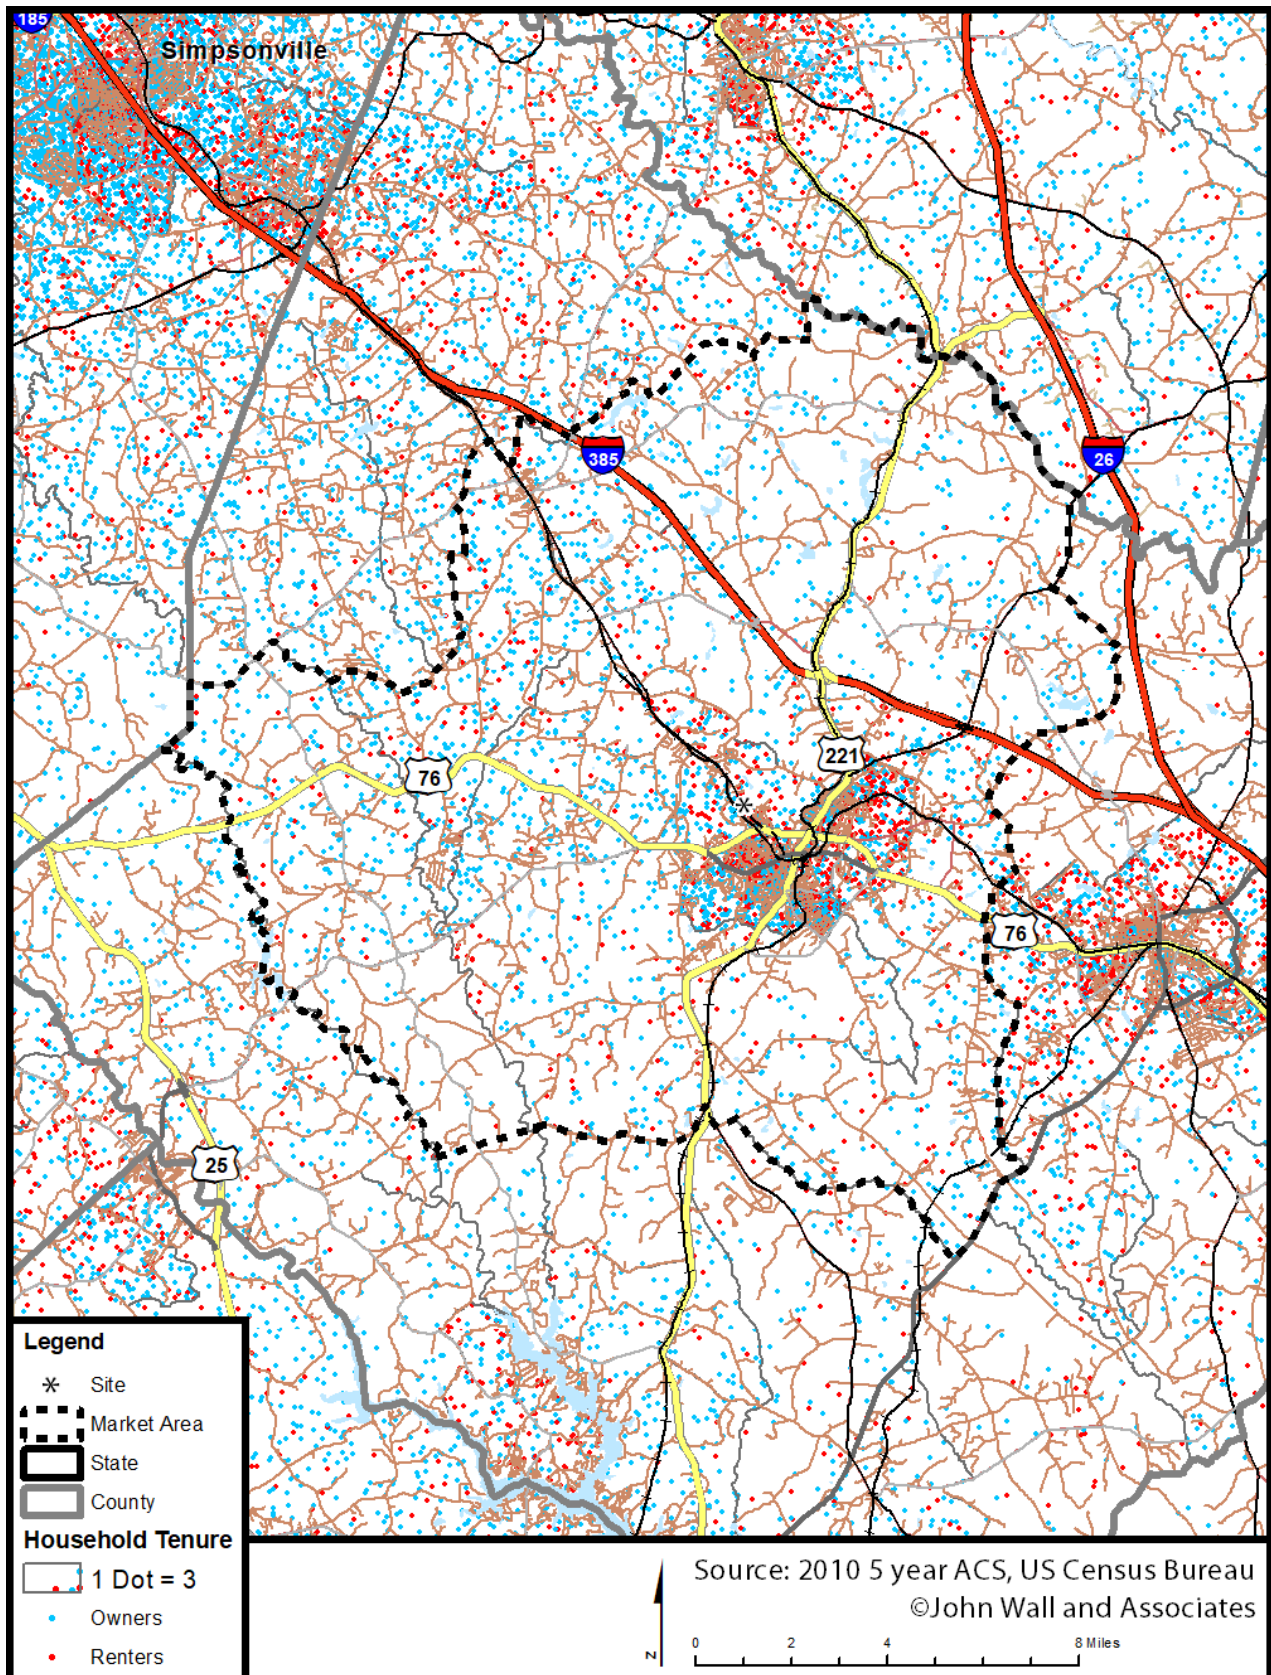 185
Simpsonville
385
26
221
76
76
25
Legend
Site
Market Area
State
County
Household Tenure
1 Dot = 3
Owners
Renters
Source: 2010 5 year ACS, US Census Bureau
©John Wall and Associates
N
0 2 4 8 Miles